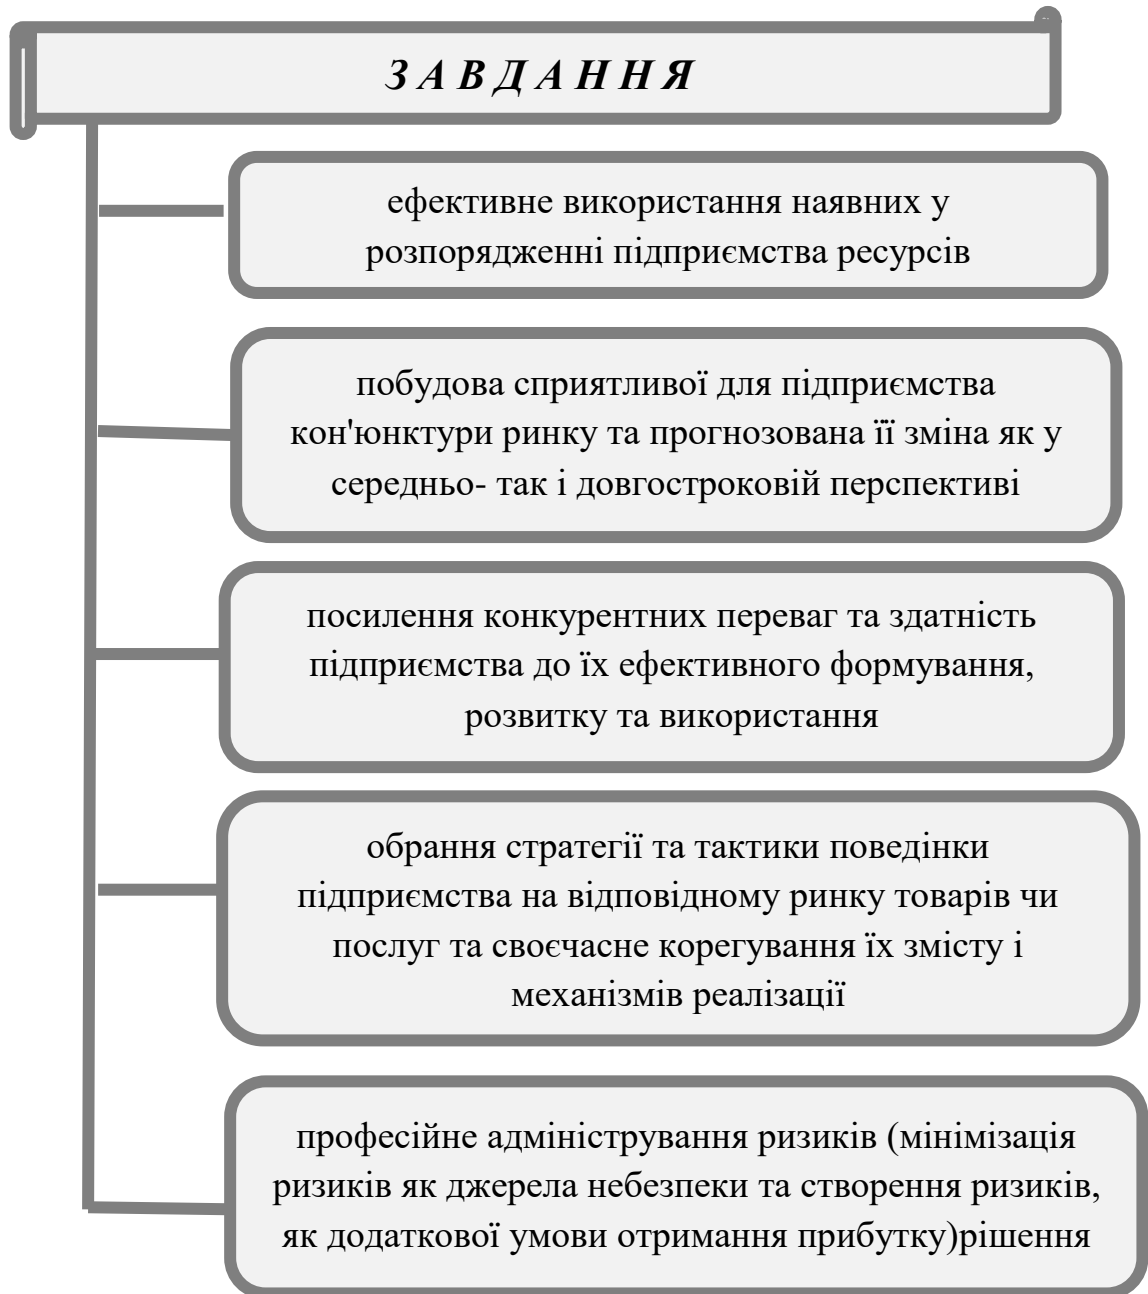 З А В Д А Н Н Я
ефективне використання наявних у
розпорядженні підприємства ресурсів
побудова сприятливої для підприємства
кон'юнктури ринку та прогнозована її зміна як у
середньо- так і довгостроковій перспективі
посилення конкурентних переваг та здатність
підприємства до їх ефективного формування,
розвитку та використання
обрання стратегії та тактики поведінки
підприємства на відповідному ринку товарів чи
послуг та своєчасне корегування їх змісту і
механізмів реалізації
професійне адміністрування ризиків (мінімізація
ризиків як джерела небезпеки та створення ризиків,
як додаткової умови отримання прибутку)рішення